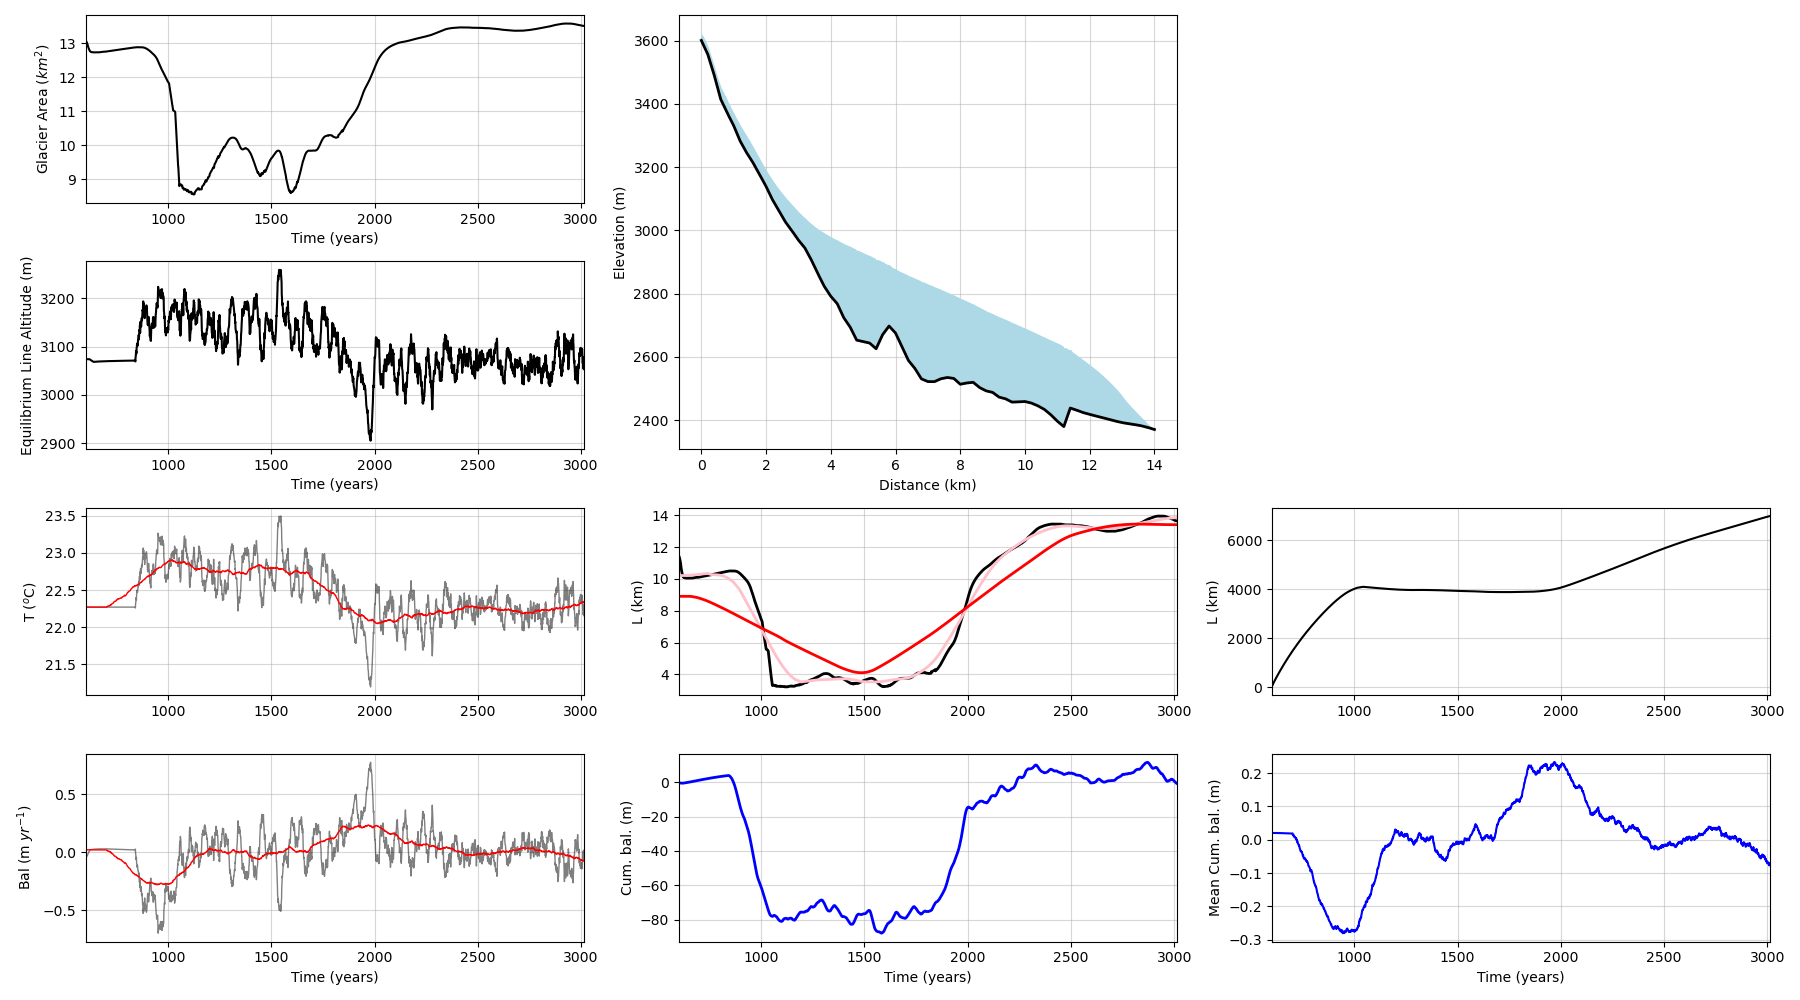 13
12
11
10
9
Glacier Area (km²)
1000 1500 2000 2500 3000
Time (years)
3200
3100
3000
2900
Equilibrium Line Altitude (m)
1000 1500 2000 2500 3000
Time (years)
3600
3400
3200
3000
2800
2600
2400
Elevation (m)
0 2 4 6 8 10 12 14
Distance (km)
23.5
23.0
22.5
22.0
21.5
T (°C)
1000 1500 2000 2500 3000
14
12
10
8
6
4
L (km)
1000 1500 2000 2500 3000
6000
4000
2000
0
L (km)
1000 1500 2000 2500 3000
0.5
0.0
−0.5
Bal (m yr⁻¹)
1000 1500 2000 2500 3000
Time (years)
0
−20
−40
−60
−80
Cum. bal. (m)
1000 1500 2000 2500 3000
Time (years)
0.2
0.1
0.0
−0.1
−0.2
−0.3
Mean Cum. bal. (m)
1000 1500 2000 2500 3000
Time (years)